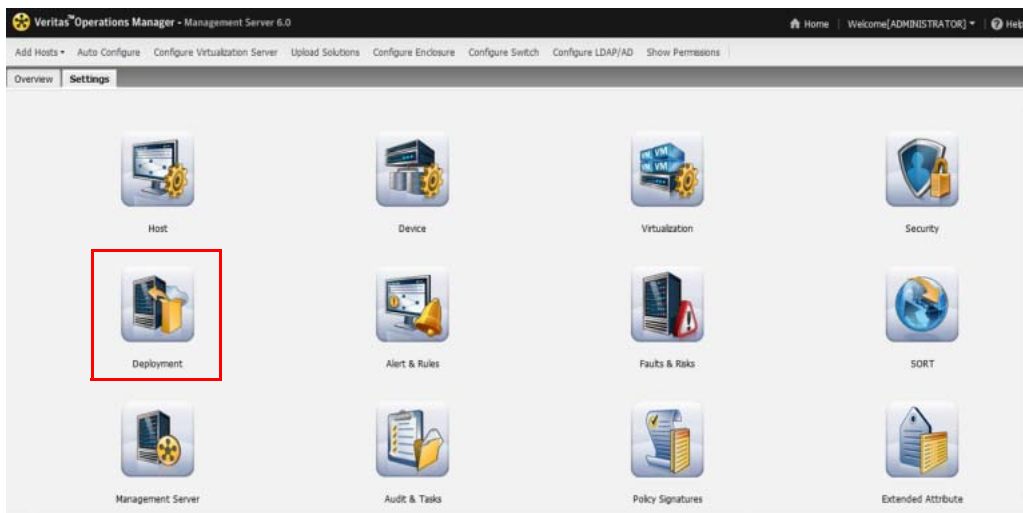 Veritas™Operations Manager - Management Server 6.0
Home | Welcome[ADMINISTRATOR] | Help
Add Hosts Auto Configure Configure Virtualization Server Upload Solutions Configure Enclosure Configure Switch Configure LDAP/AD Show Permissions
Overview Settings
Host Device Virtualization Security
Deployment Alert & Rules Faults & Risks SORT
Management Server Audit & Tasks Policy Signatures Extended Attribute